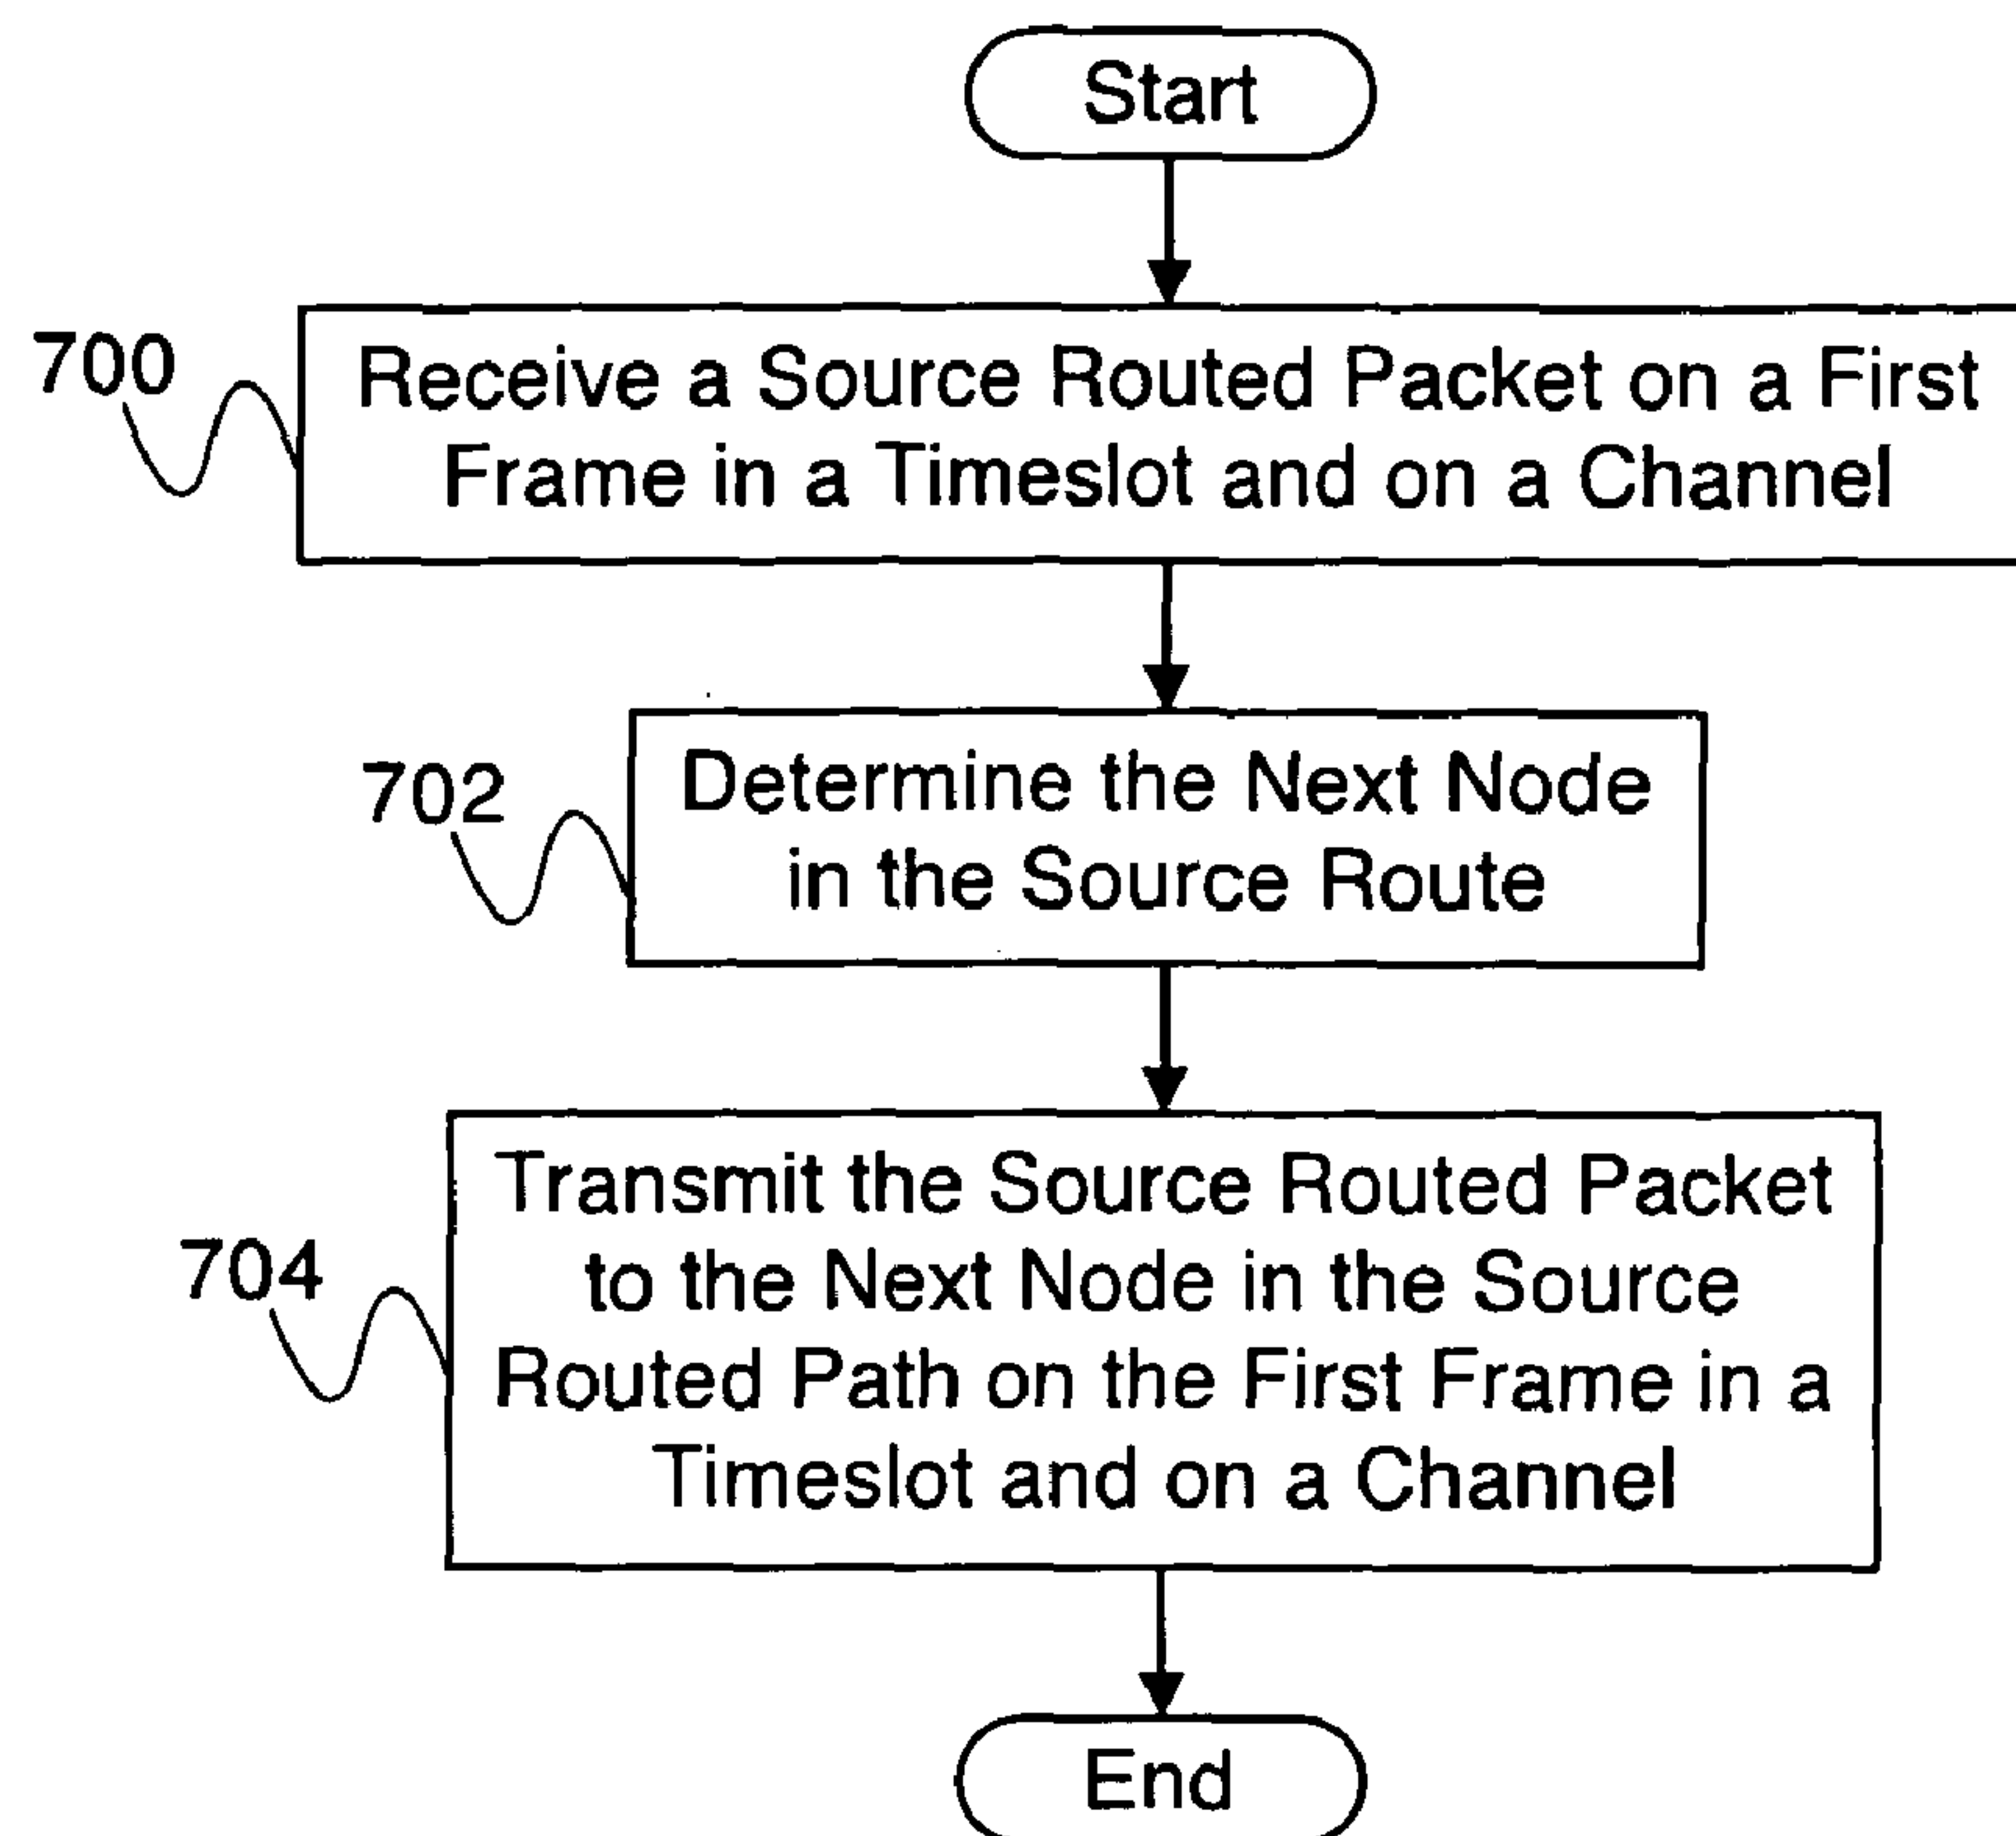 Start
700
Receive a Source Routed Packet on a First
Frame in a Timeslot and on a Channel
702
Determine the Next Node
in the Source Route
704
Transmit the Source Routed Packet
to the Next Node in the Source
Routed Path on the First Frame in a
Timeslot and on a Channel
End